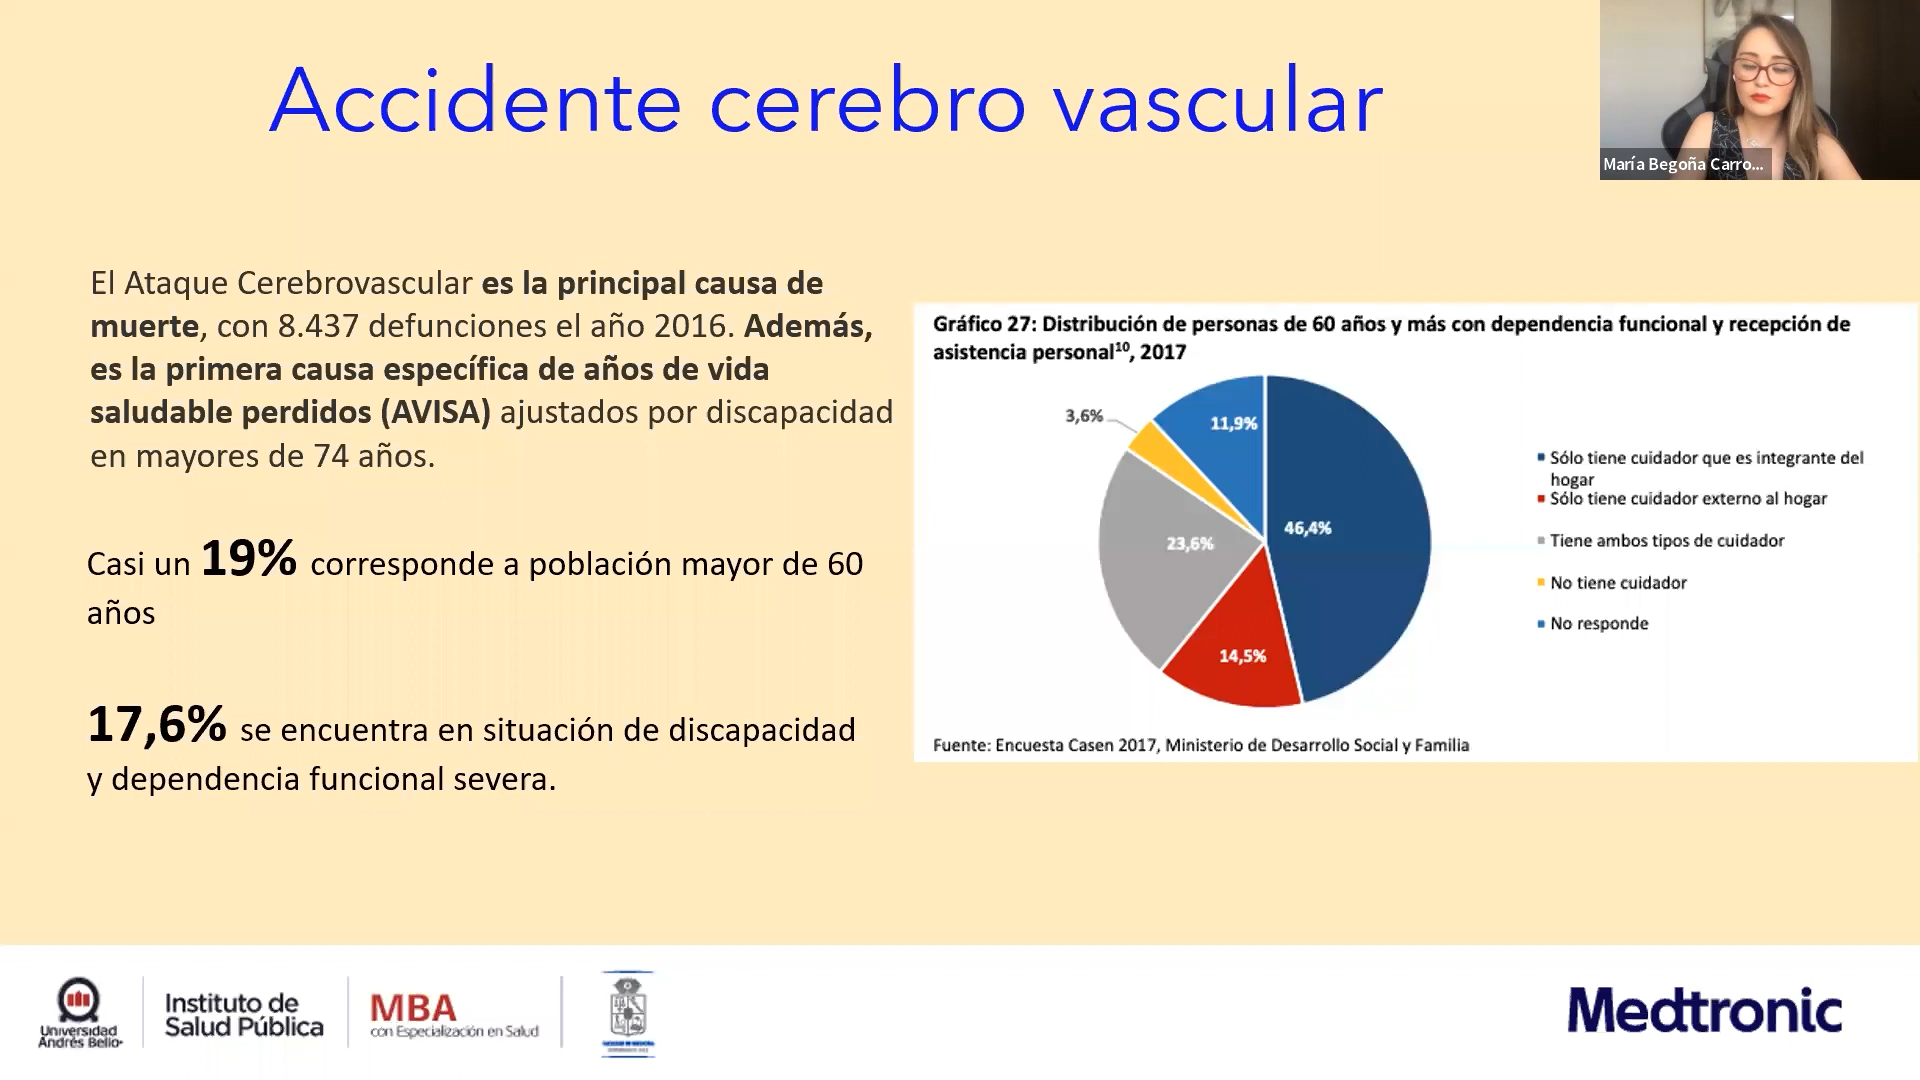 Accidente cerebro vascular
María Begoña Carro...
El Ataque Cerebrovascular es la principal causa de
muerte, con 8.437 defunciones el año 2016. Además,
es la primera causa específica de años de vida
saludable perdidos (AVISA) ajustados por discapacidad
en mayores de 74 años.
Casi un 19% corresponde a población mayor de 60
años
17,6% se encuentra en situación de discapacidad
y dependencia funcional severa.
Gráfico 27: Distribución de personas de 60 años y más con dependencia funcional y recepción de
asistencia personal¹⁰, 2017
3,6%
11,9%
46,4%
23,6%
14,5%
Sólo tiene cuidador que es integrante del
hogar
Sólo tiene cuidador externo al hogar
Tiene ambos tipos de cuidador
No tiene cuidador
No responde
Fuente: Encuesta Casen 2017, Ministerio de Desarrollo Social y Familia
Universidad
Andrés Bello
Instituto de
Salud Pública
MBA
con Especialización en Salud
Medtronic